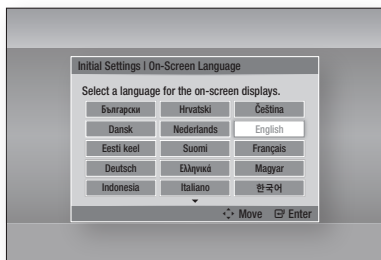 Initial Settings | On-Screen Language
Select a language for the on-screen displays.
Български Hrvatski Čeština
Dansk Nederlands English
Eesti keel Suomi Français
Deutsch Ελληνικά Magyar
Indonesia Italiano 한국어
Move Enter